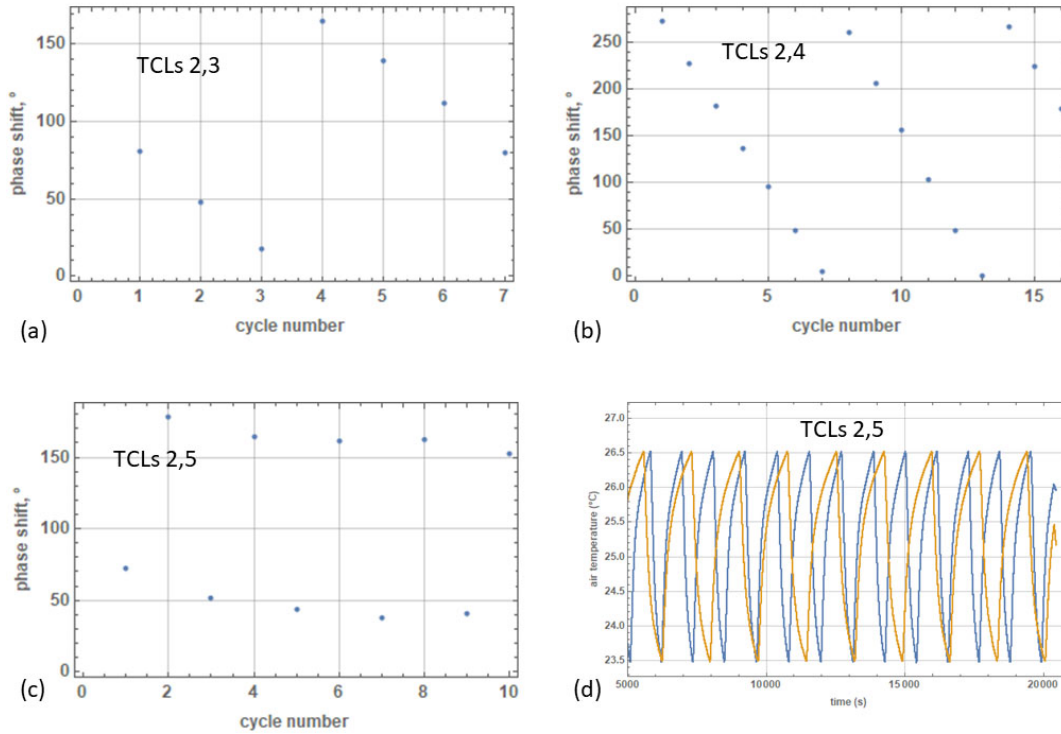 150
100
50
0
phase shift, º
TCLs 2,3
0 1 2 3 4 5 6 7
cycle number
(a)
250
200
150
100
50
0
phase shift, º
TCLs 2,4
0 5 10 15
cycle number
(b)
150
100
50
0
phase shift, º
TCLs 2,5
0 2 4 6 8 10
cycle number
(c)
TCLs 2,5
27.0
26.5
26.0
25.5
25.0
24.5
24.0
23.5
air temperature (°C)
5000 10000 15000 20000
time (s)
(d)